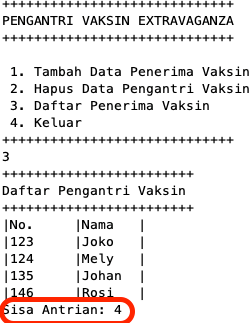 ++++++++++++++++++++++++++++++
PENGANTRI VAKSIN EXTRAVAGANZA
++++++++++++++++++++++++++++++
1. Tambah Data Penerima Vaksin
2. Hapus Data Pengantri Vaksin
3. Daftar Penerima Vaksin
4. Keluar
++++++++++++++++++++++++++++++
3
+++++++++++++++++++++++++
Daftar Pengantri Vaksin
+++++++++++++++++++++++++
|No. |Nama |
|123 |Joko |
|124 |Mely |
|135 |Johan |
|146 |Rosi |
Sisa Antrian: 4